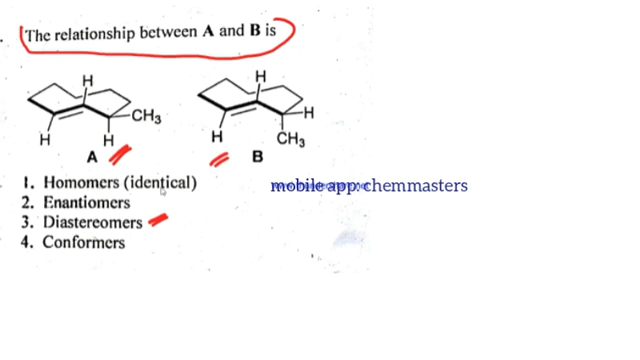 The relationship between A and B is
H H
CH3 H
H H H CH3
A B
1. Homomers (identical)
mobile app: chemmasters
2. Enantiomers
3. Diastereomers
4. Conformers